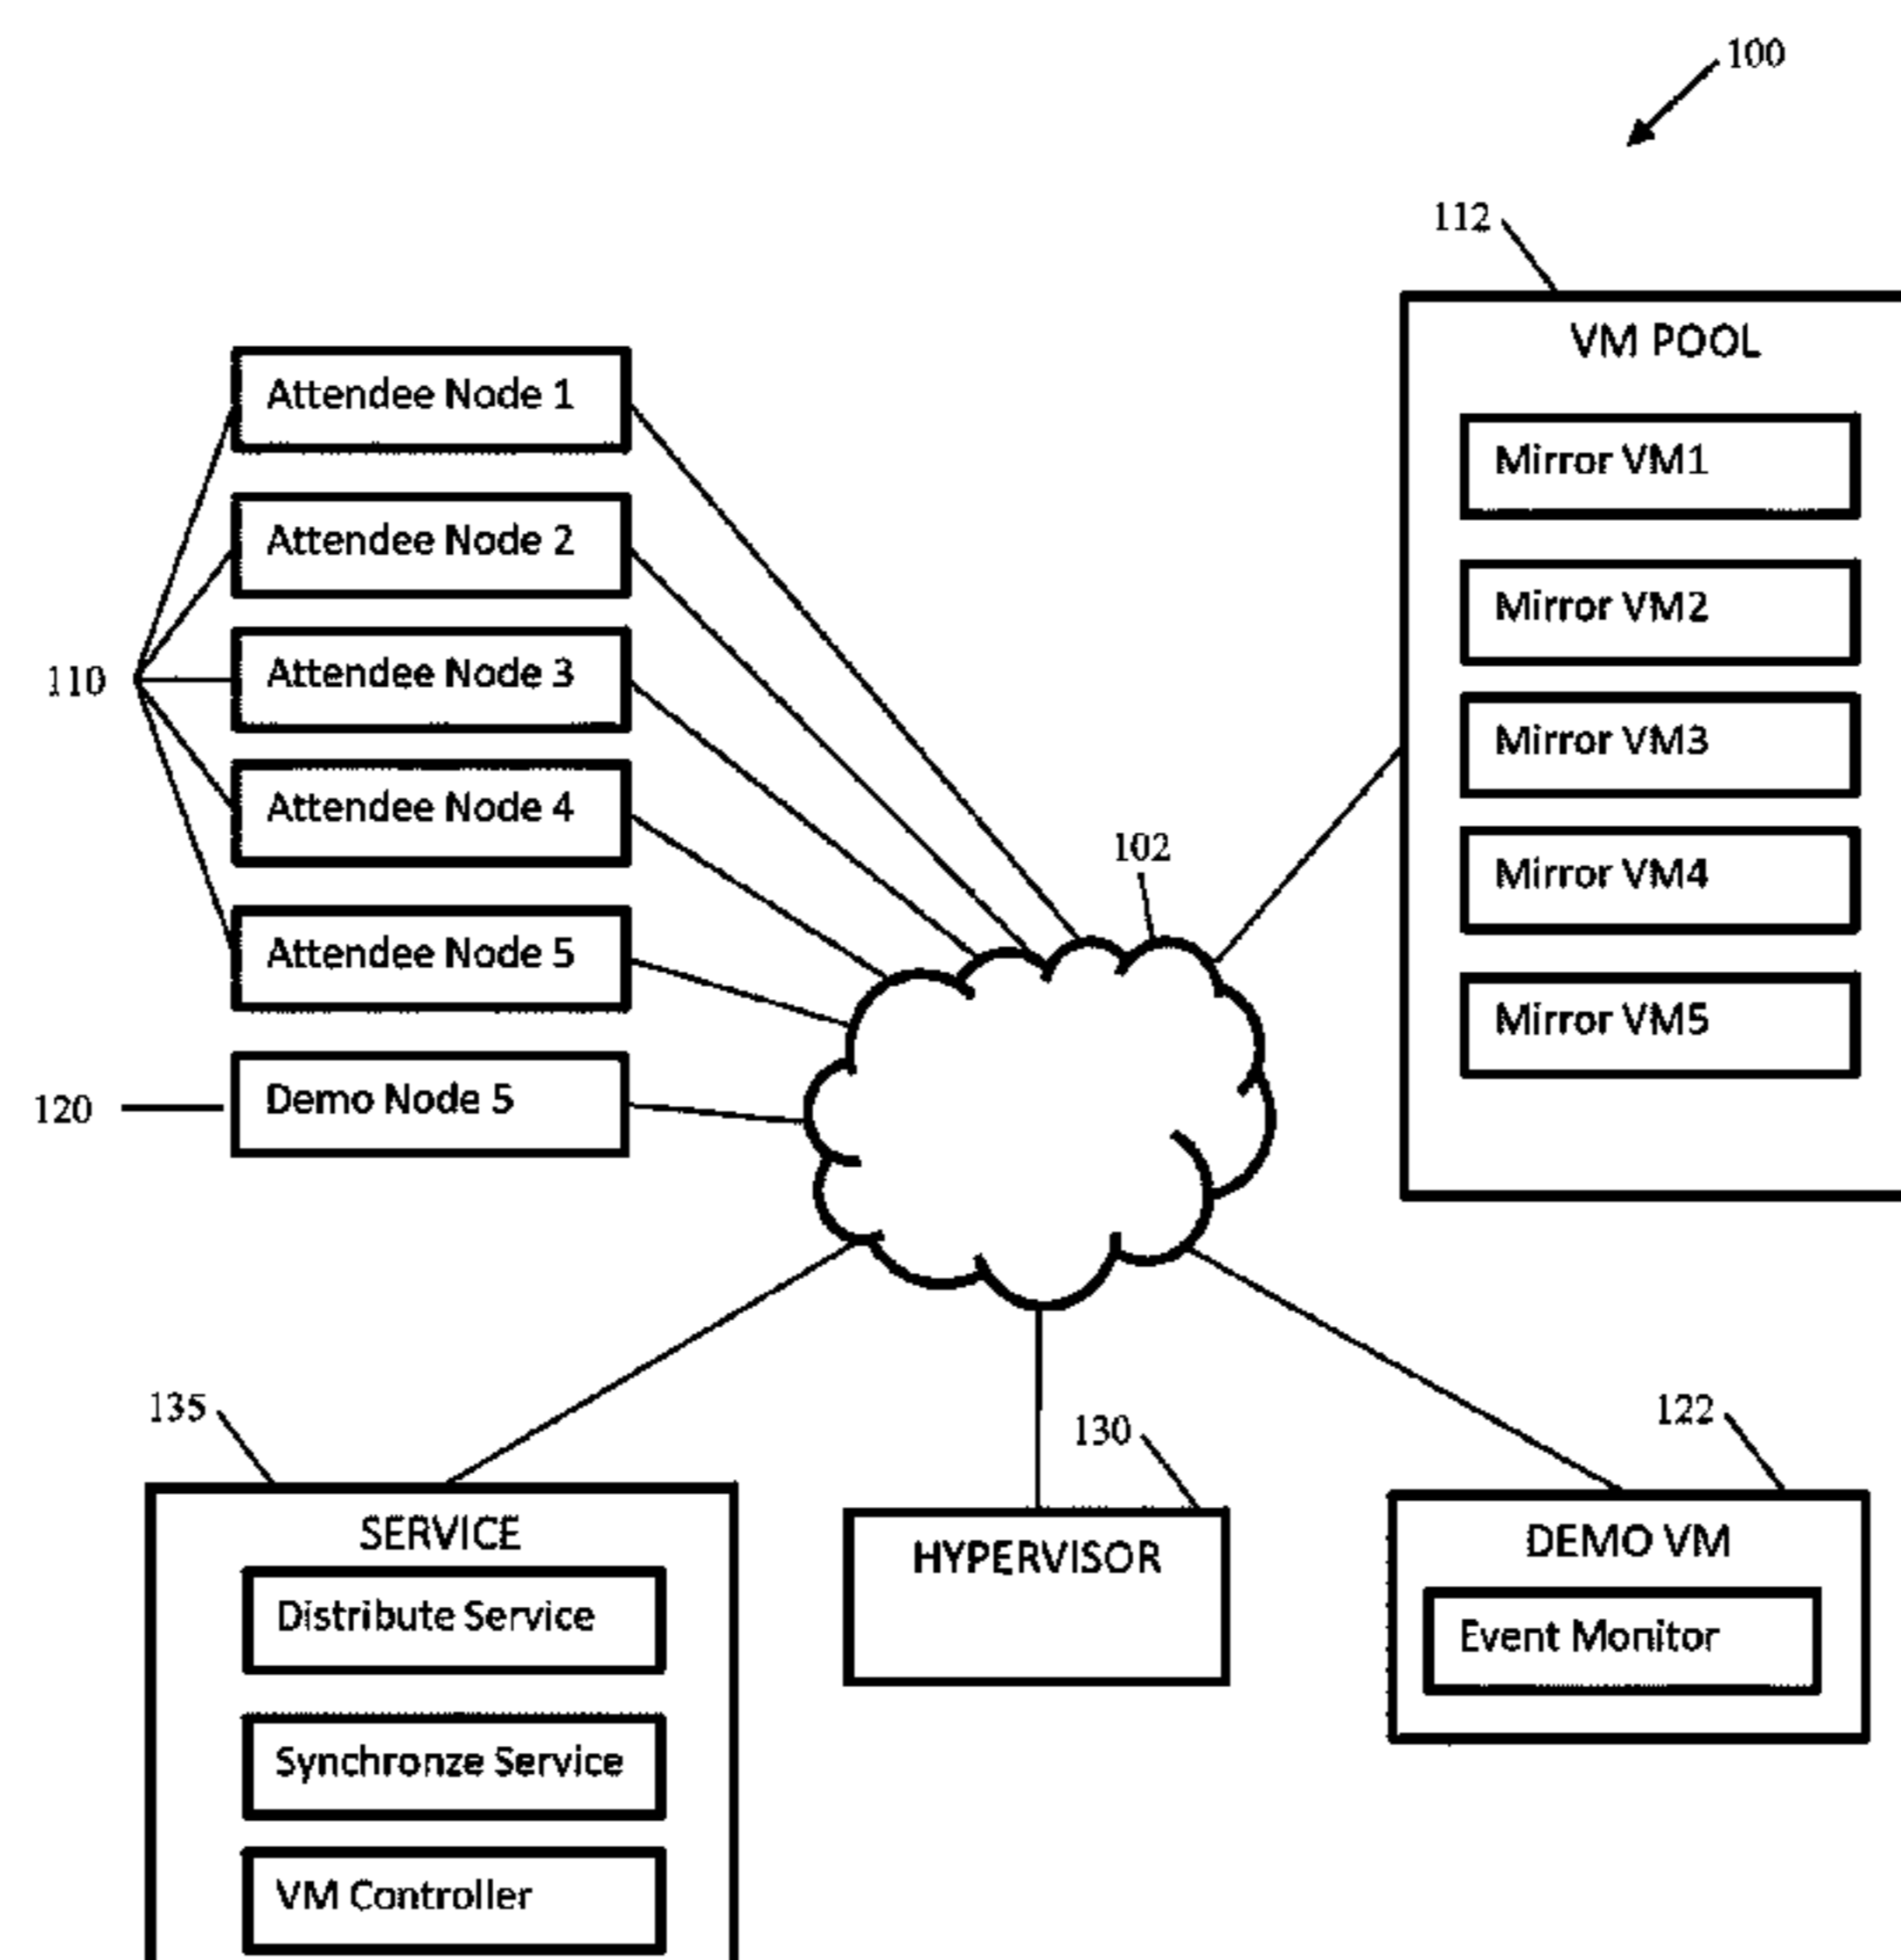 100
112
VM POOL
Attendee Node 1
Mirror VM1
Attendee Node 2
Mirror VM2
110
Attendee Node 3
Mirror VM3
Attendee Node 4
102
Mirror VM4
Attendee Node 5
Mirror VM5
120
Demo Node 5
135
130
122
SERVICE
HYPERVISOR
DEMO VM
Distribute Service
Event Monitor
Synchronze Service
VM Controller